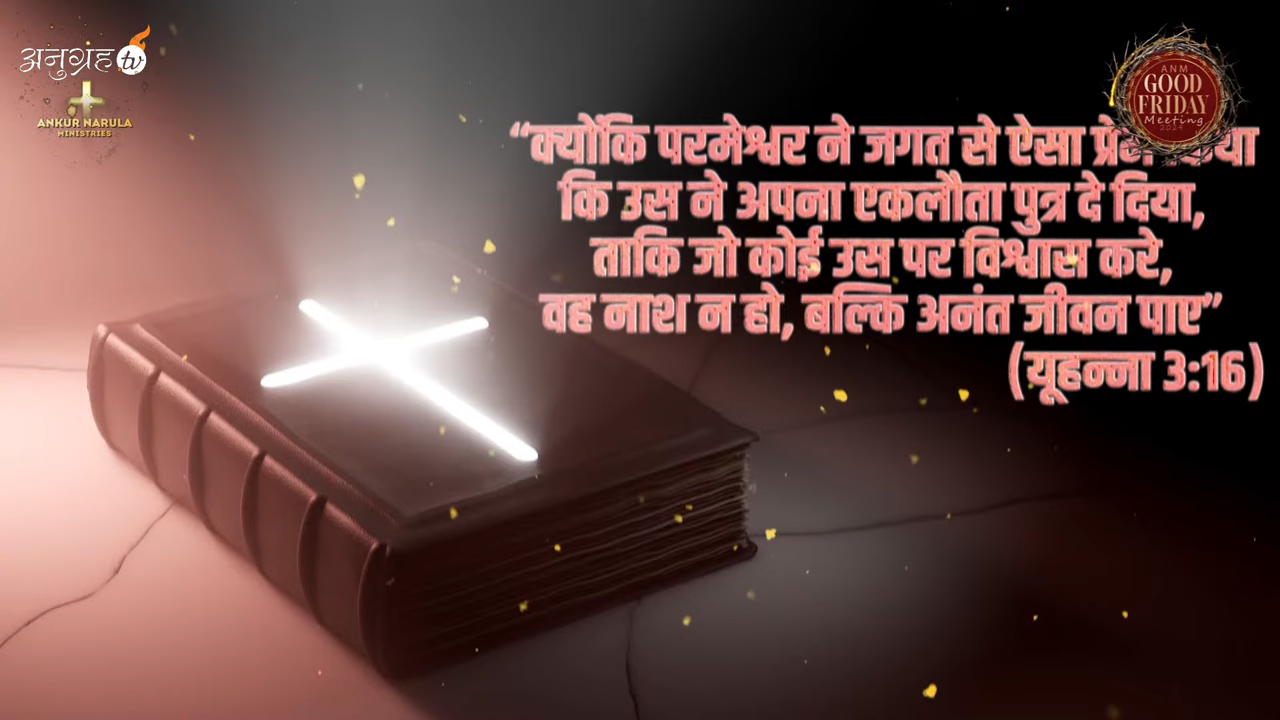 अनुग्रह tv
ANKUR NARULA
MINISTRIES
ANM
GOOD
FRIDAY
Meeting
2024
“क्योंकि परमेश्वर ने जगत से ऐसा प्रेम किया
कि उस ने अपना एकलौता पुत्र दे दिया,
ताकि जो कोई उस पर विश्वास करे,
वह नाश न हो, बल्कि अनंत जीवन पाए”
(यूहन्ना 3:16)